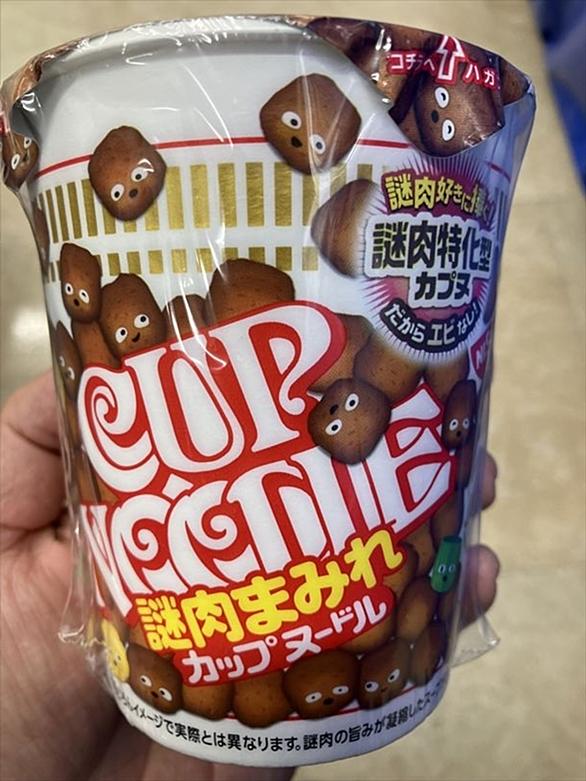 コチラへハガ
謎肉好きに捧ぐ!
謎肉特化型
カプヌ
だからエビなし!
CUP
NOODLE
謎肉まみれ
カップヌードル
イメージで実際とは異なります。謎肉の旨みが凝縮したスープ